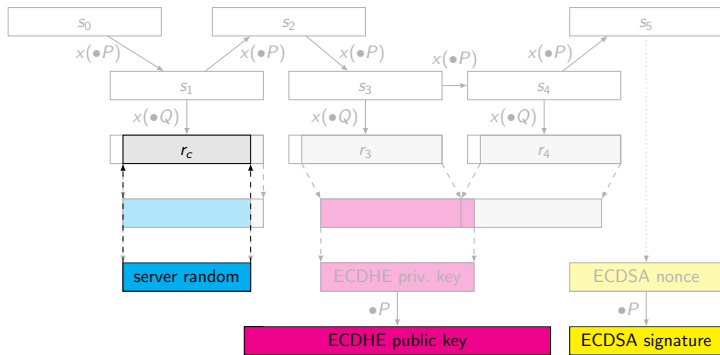 s0 s2 s5
x(•P) x(•P) x(•P) x(•P) x(•P)
s1 s3 s4
x(•Q) x(•Q) x(•Q)
rc r3 r4
server random ECDHE priv. key ECDSA nonce
•P •P
ECDHE public key ECDSA signature